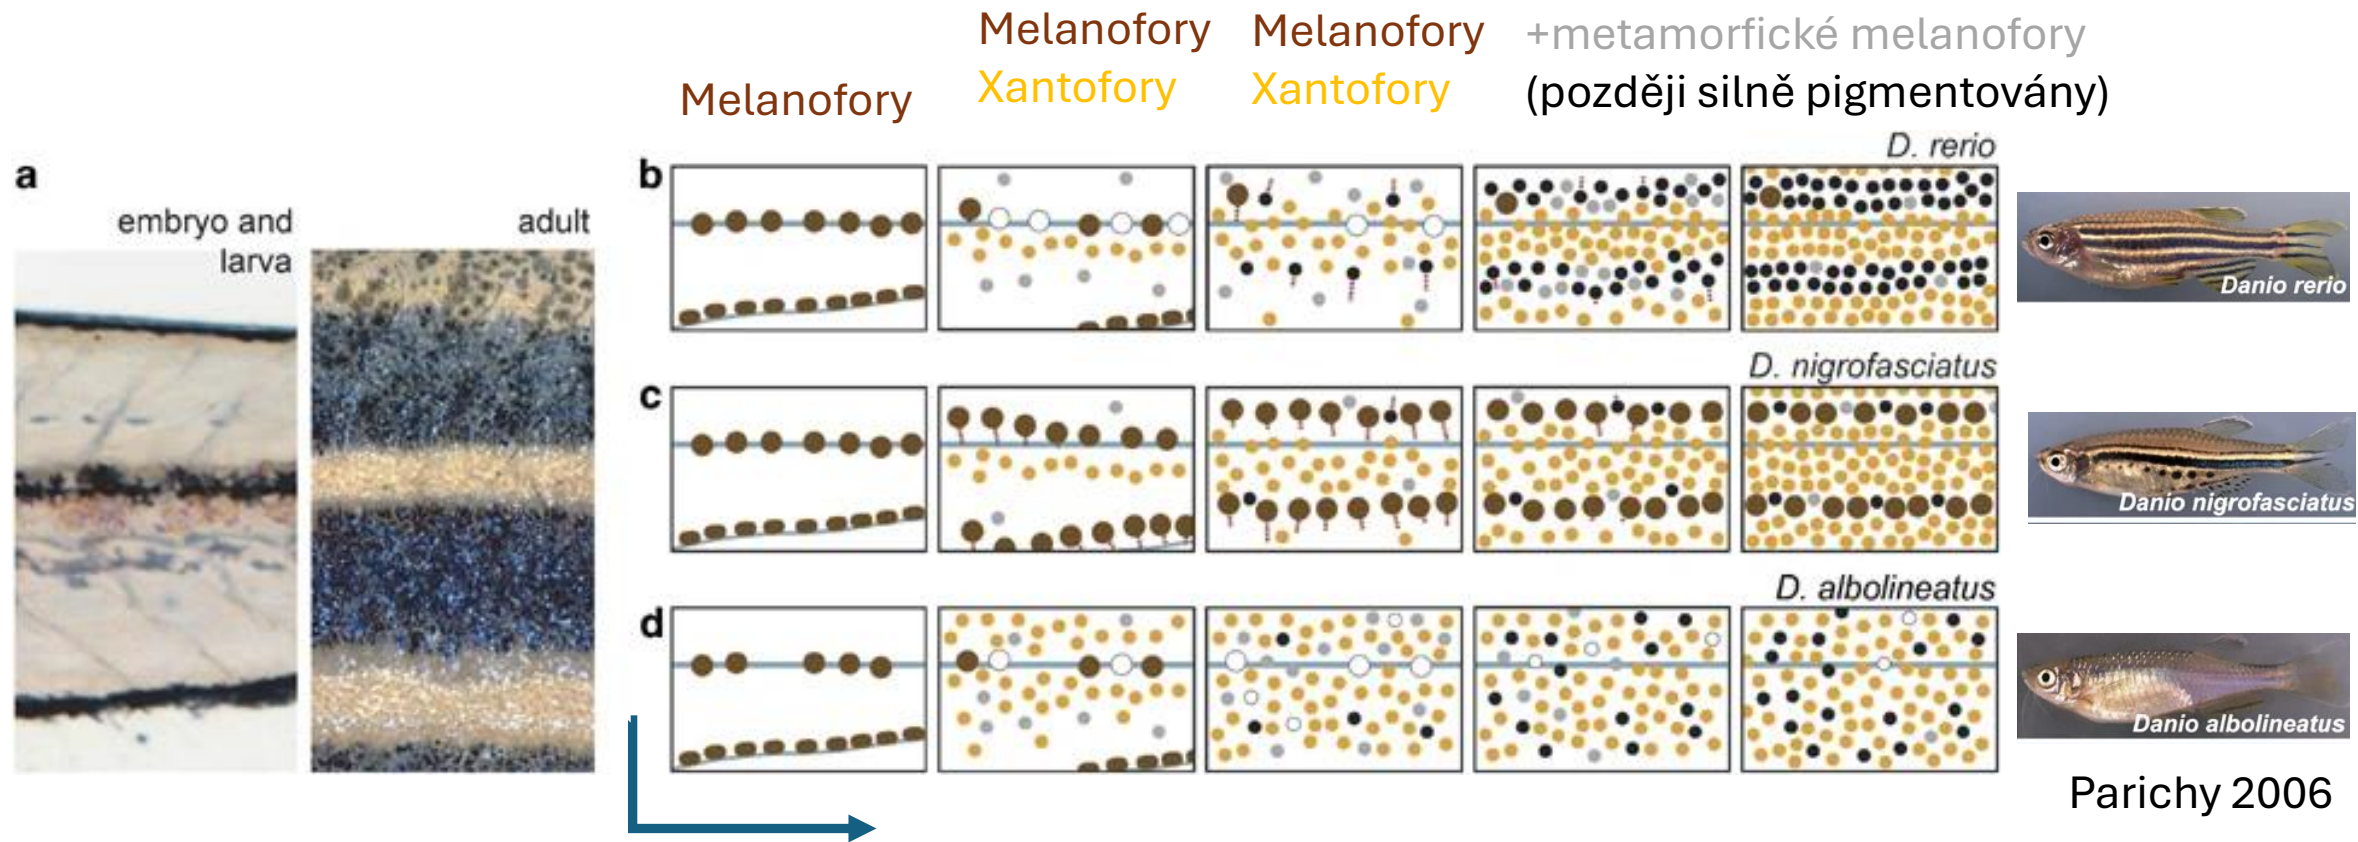 Melanofory
Melanofory
Xantofory
Melanofory
Xantofory
+metamorfické melanofory
(později silně pigmentovány)
a
embryo and
larva
adult
b
D. rerio
Danio rerio
c
D. nigrofasciatus
Danio nigrofasciatus
d
D. albolineatus
Danio albolineatus
Parichy 2006